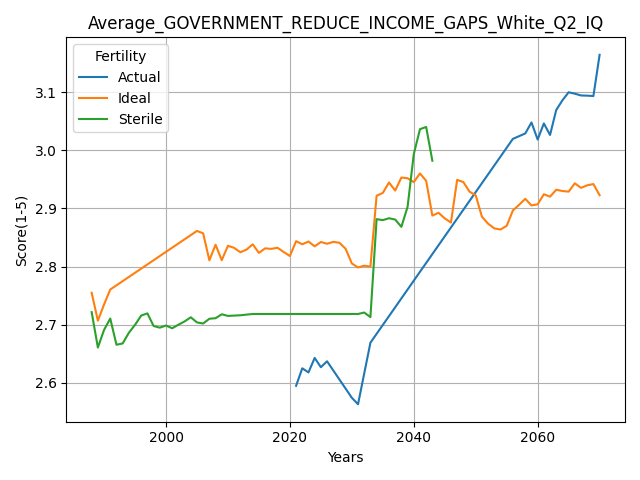 Average_GOVERNMENT_REDUCE_INCOME_GAPS_White_Q2_IQ
Fertility
Actual
Ideal
Sterile
Score(1-5)
3.1
3.0
2.9
2.8
2.7
2.6
2000
2020
2040
2060
Years